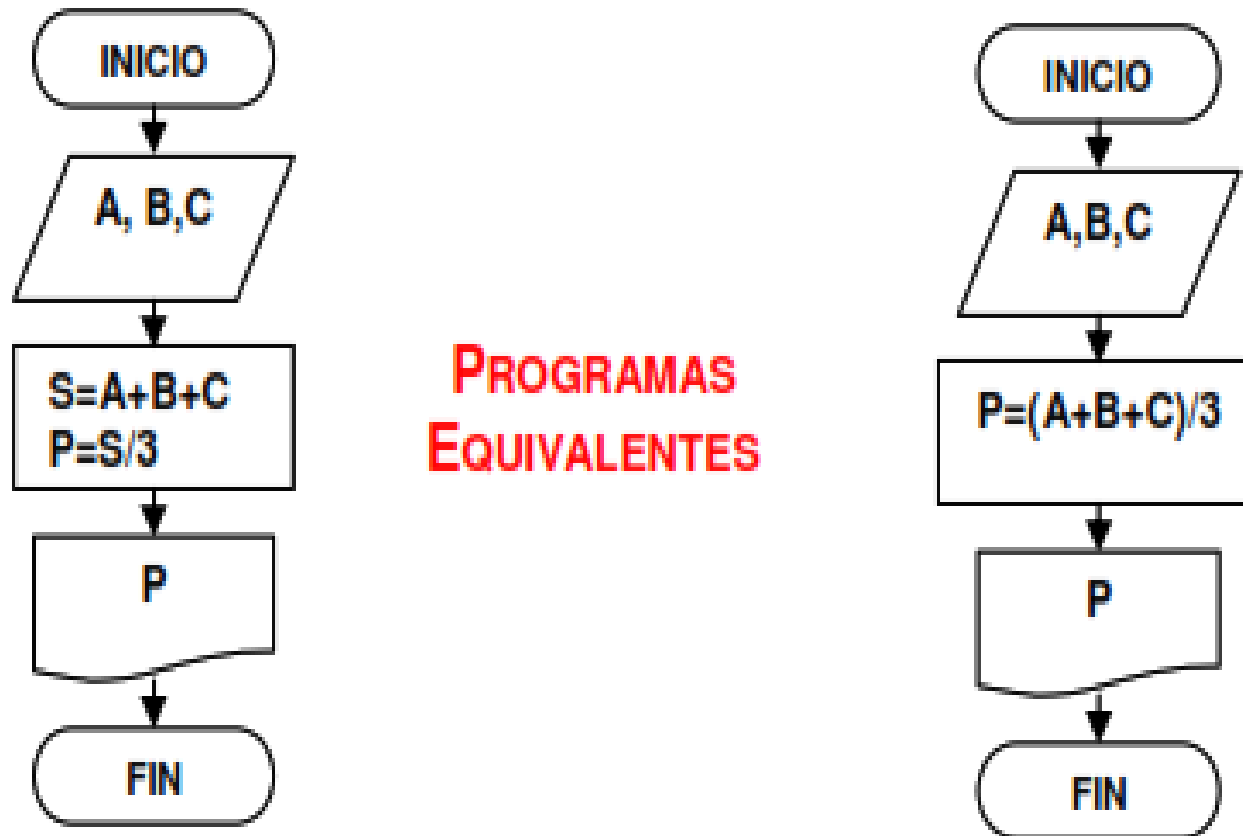 INICIO
A, B,C
S=A+B+C
P=S/3
P
FIN
PROGRAMAS
EQUIVALENTES
INICIO
A,B,C
P=(A+B+C)/3
P
FIN